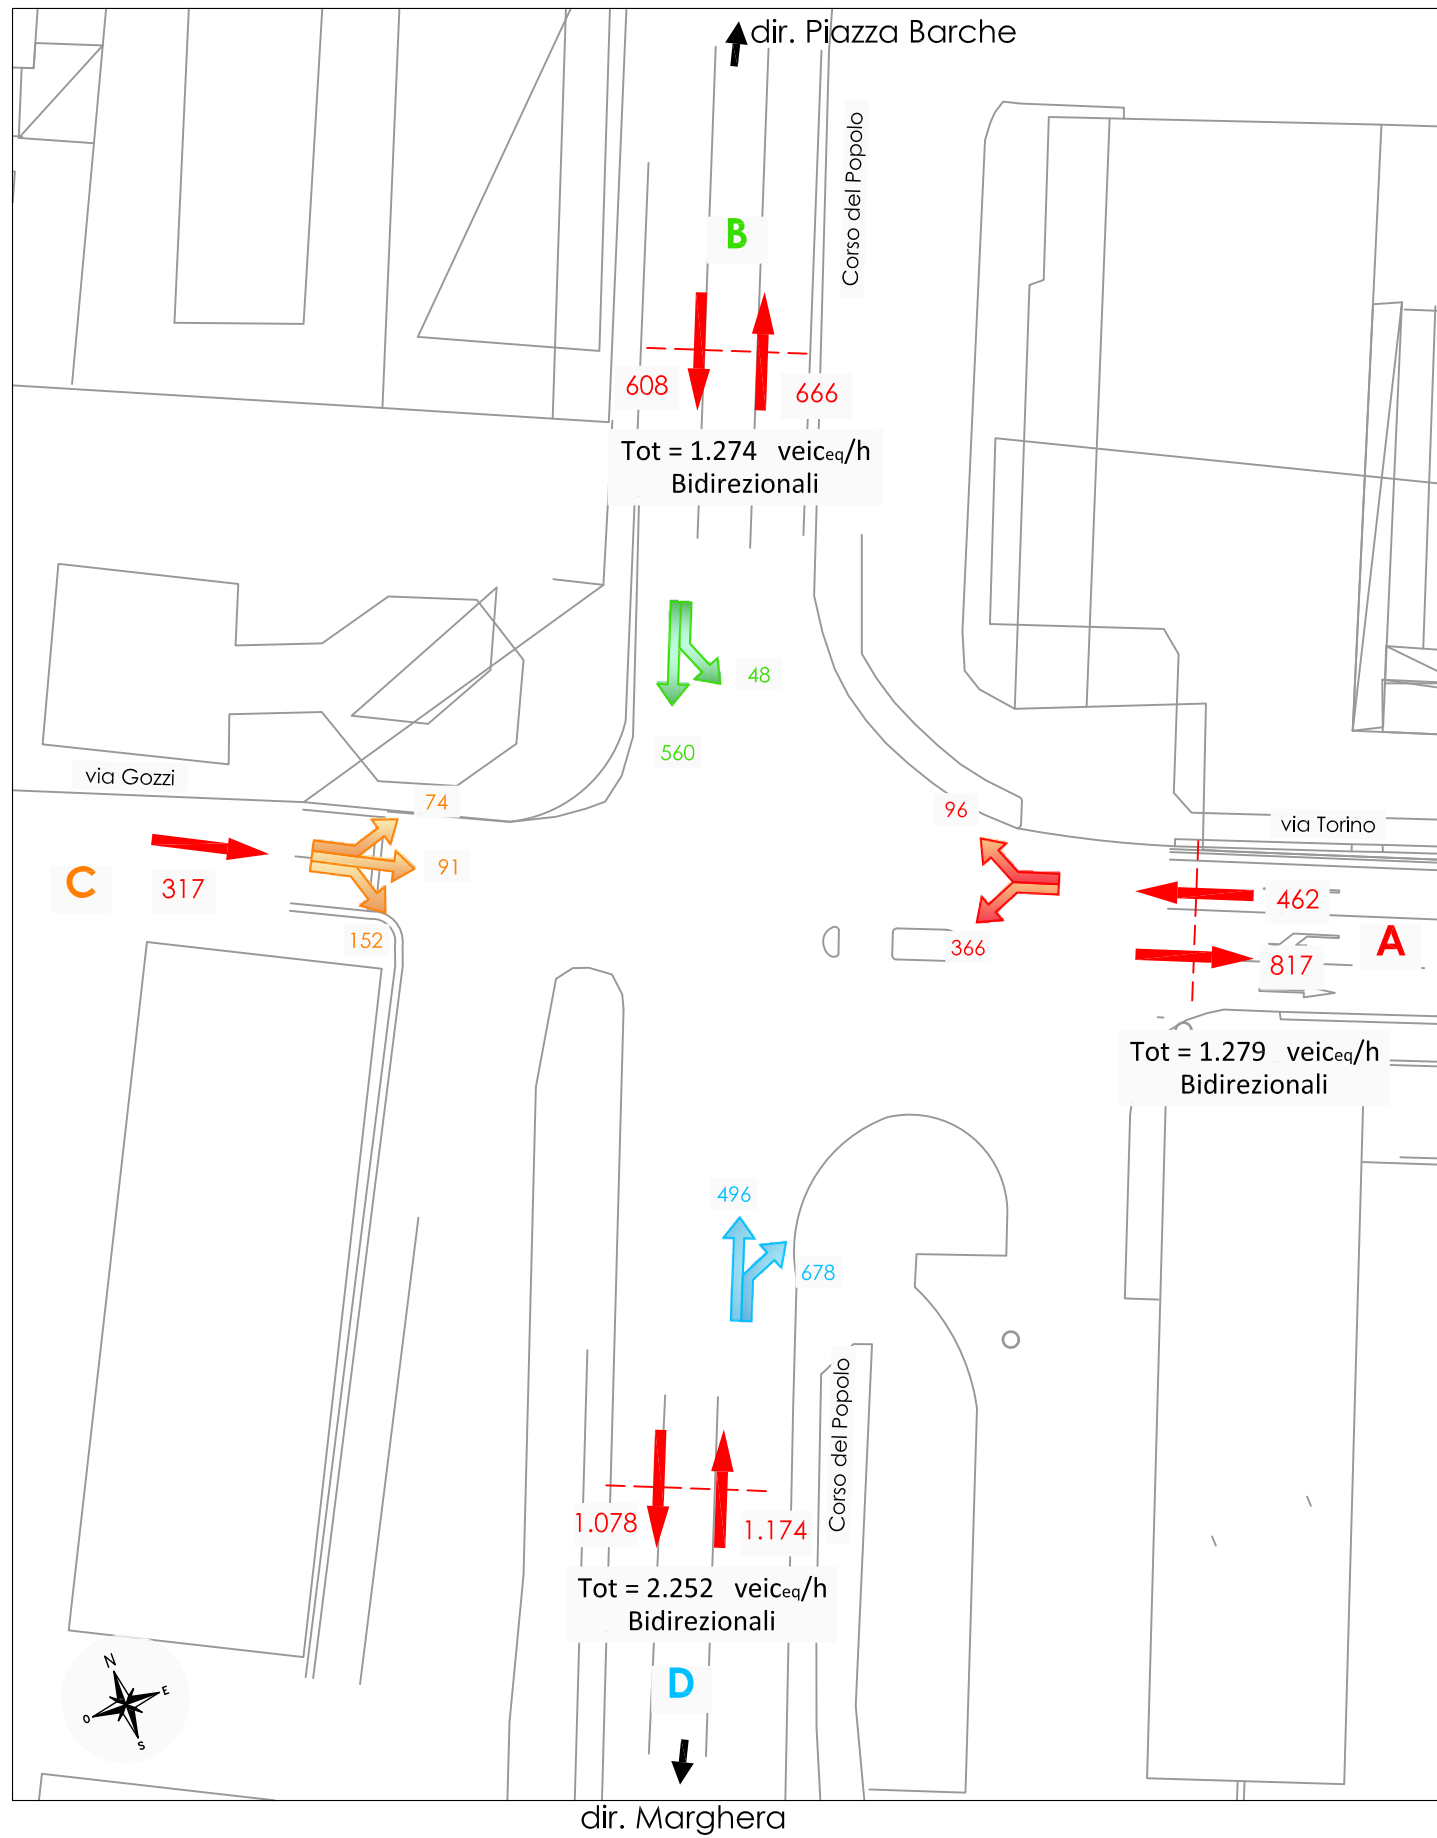 dir. Piazza Barche
Corso del Popolo
B
608
666
Tot = 1.274 veiceq/h
Bidirezionali
48
560
via Gozzi
74
91
C
317
152
96
via Torino
462
366
817
A
Tot = 1.279 veiceq/h
Bidirezionali
496
678
Corso del Popolo
1.078
1.174
Tot = 2.252 veiceq/h
Bidirezionali
D
N
E
O
S
dir. Marghera